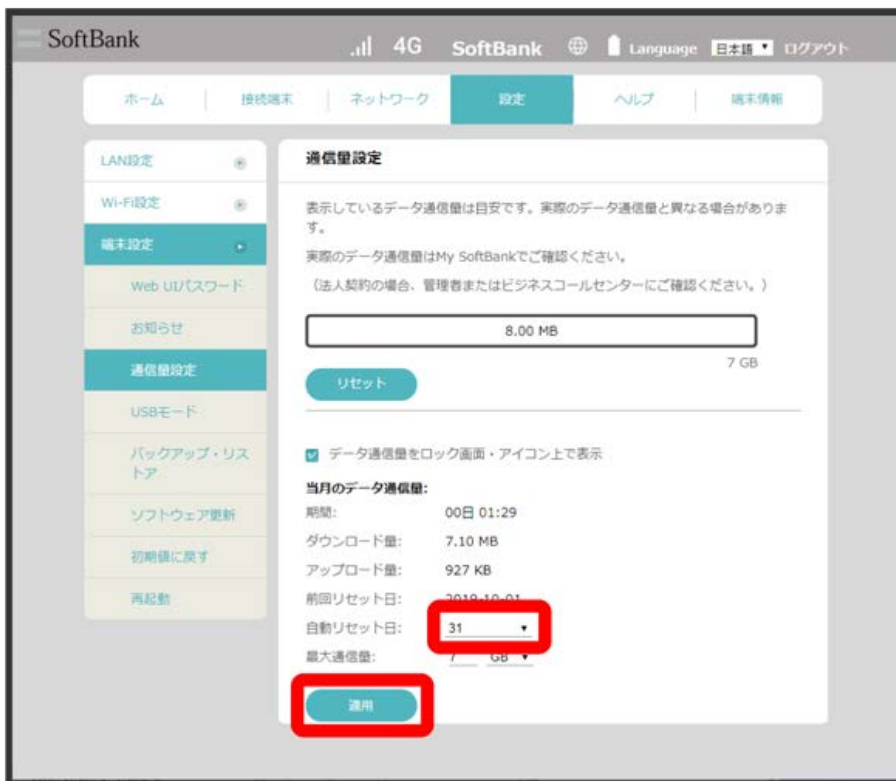 SoftBank
4G SoftBank Language 日本語 ログアウト
ホーム 接続端末 ネットワーク 設定 ヘルプ 端末情報
LAN設定
Wi-Fi設定
端末設定
Web UIパスワード
お知らせ
通信量設定
USBモード
バックアップ・リス
トア
ソフトウェア更新
初期値に戻す
再起動
通信量設定
表示しているデータ通信量は目安です。実際のデータ通信量と異なる場合がありま
す。
実際のデータ通信量はMy SoftBankでご確認ください。
（法人契約の場合、管理者またはビジネスコールセンターにご確認ください。）
8.00 MB
7 GB
リセット
データ通信量をロック画面・アイコン上で表示
当月のデータ通信量:
期間: 00日 01:29
ダウンロード量: 7.10 MB
アップロード量: 927 KB
前回リセット日: 2019-10-01
自動リセット日: 31
最大通信量: 7 GB
適用